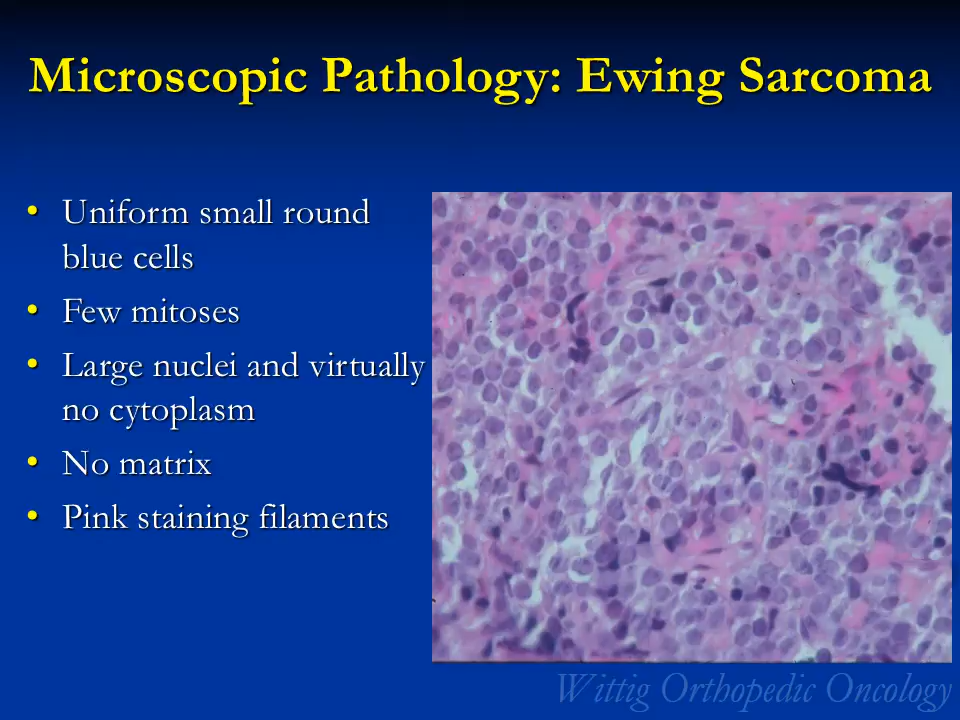 Microscopic Pathology: Ewing Sarcoma
• Uniform small round
blue cells
• Few mitoses
• Large nuclei and virtually
no cytoplasm
• No matrix
• Pink staining filaments
Wittig Orthopedic Oncology